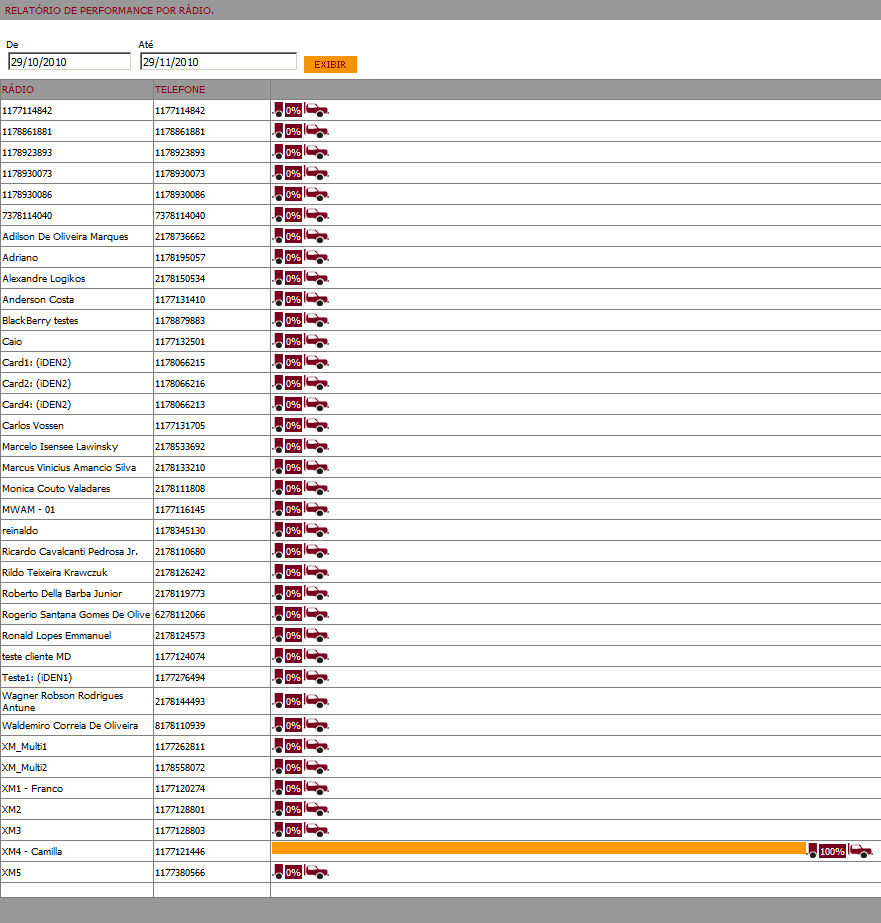 RELATÓRIO DE PERFORMANCE POR RÁDIO.
De Até
29/10/2010 29/11/2010 EXIBIR
RÁDIO TELEFONE
1177114842 1177114842 0%
1178861881 1178861881 0%
1178923893 1178923893 0%
1178930073 1178930073 0%
1178930086 1178930086 0%
7378114040 7378114040 0%
Adilson De Oliveira Marques 2178736662 0%
Adriano 1178195057 0%
Alexandre Logikos 2178150534 0%
Anderson Costa 1177131410 0%
BlackBerry testes 1178879883 0%
Caio 1177132501 0%
Card1: (iDEN2) 1178066215 0%
Card2: (iDEN2) 1178066216 0%
Card4: (iDEN2) 1178066213 0%
Carlos Vossen 1177131705 0%
Marcelo Isensee Lawinsky 2178533692 0%
Marcus Vinicius Amancio Silva 2178133210 0%
Monica Couto Valadares 2178111808 0%
MWAM - 01 1177116145 0%
reinaldo 1178345130 0%
Ricardo Cavalcanti Pedrosa Jr. 2178110680 0%
Rildo Teixeira Krawczuk 2178126242 0%
Roberto Della Barba Junior 2178119773 0%
Rogerio Santana Gomes De Olive 6278112066 0%
Ronald Lopes Emmanuel 2178124573 0%
teste cliente MD 1177124074 0%
Teste1: (iDEN1) 1177276494 0%
Wagner Robson Rodrigues
Antune 2178144493 0%
Waldemiro Correia De Oliveira 8178110939 0%
XM_Multi1 1177262811 0%
XM_Multi2 1178558072 0%
XM1 - Franco 1177120274 0%
XM2 1177128801 0%
XM3 1177128803 0%
XM4 - Camilla 1177121446 100%
XM5 1177380566 0%